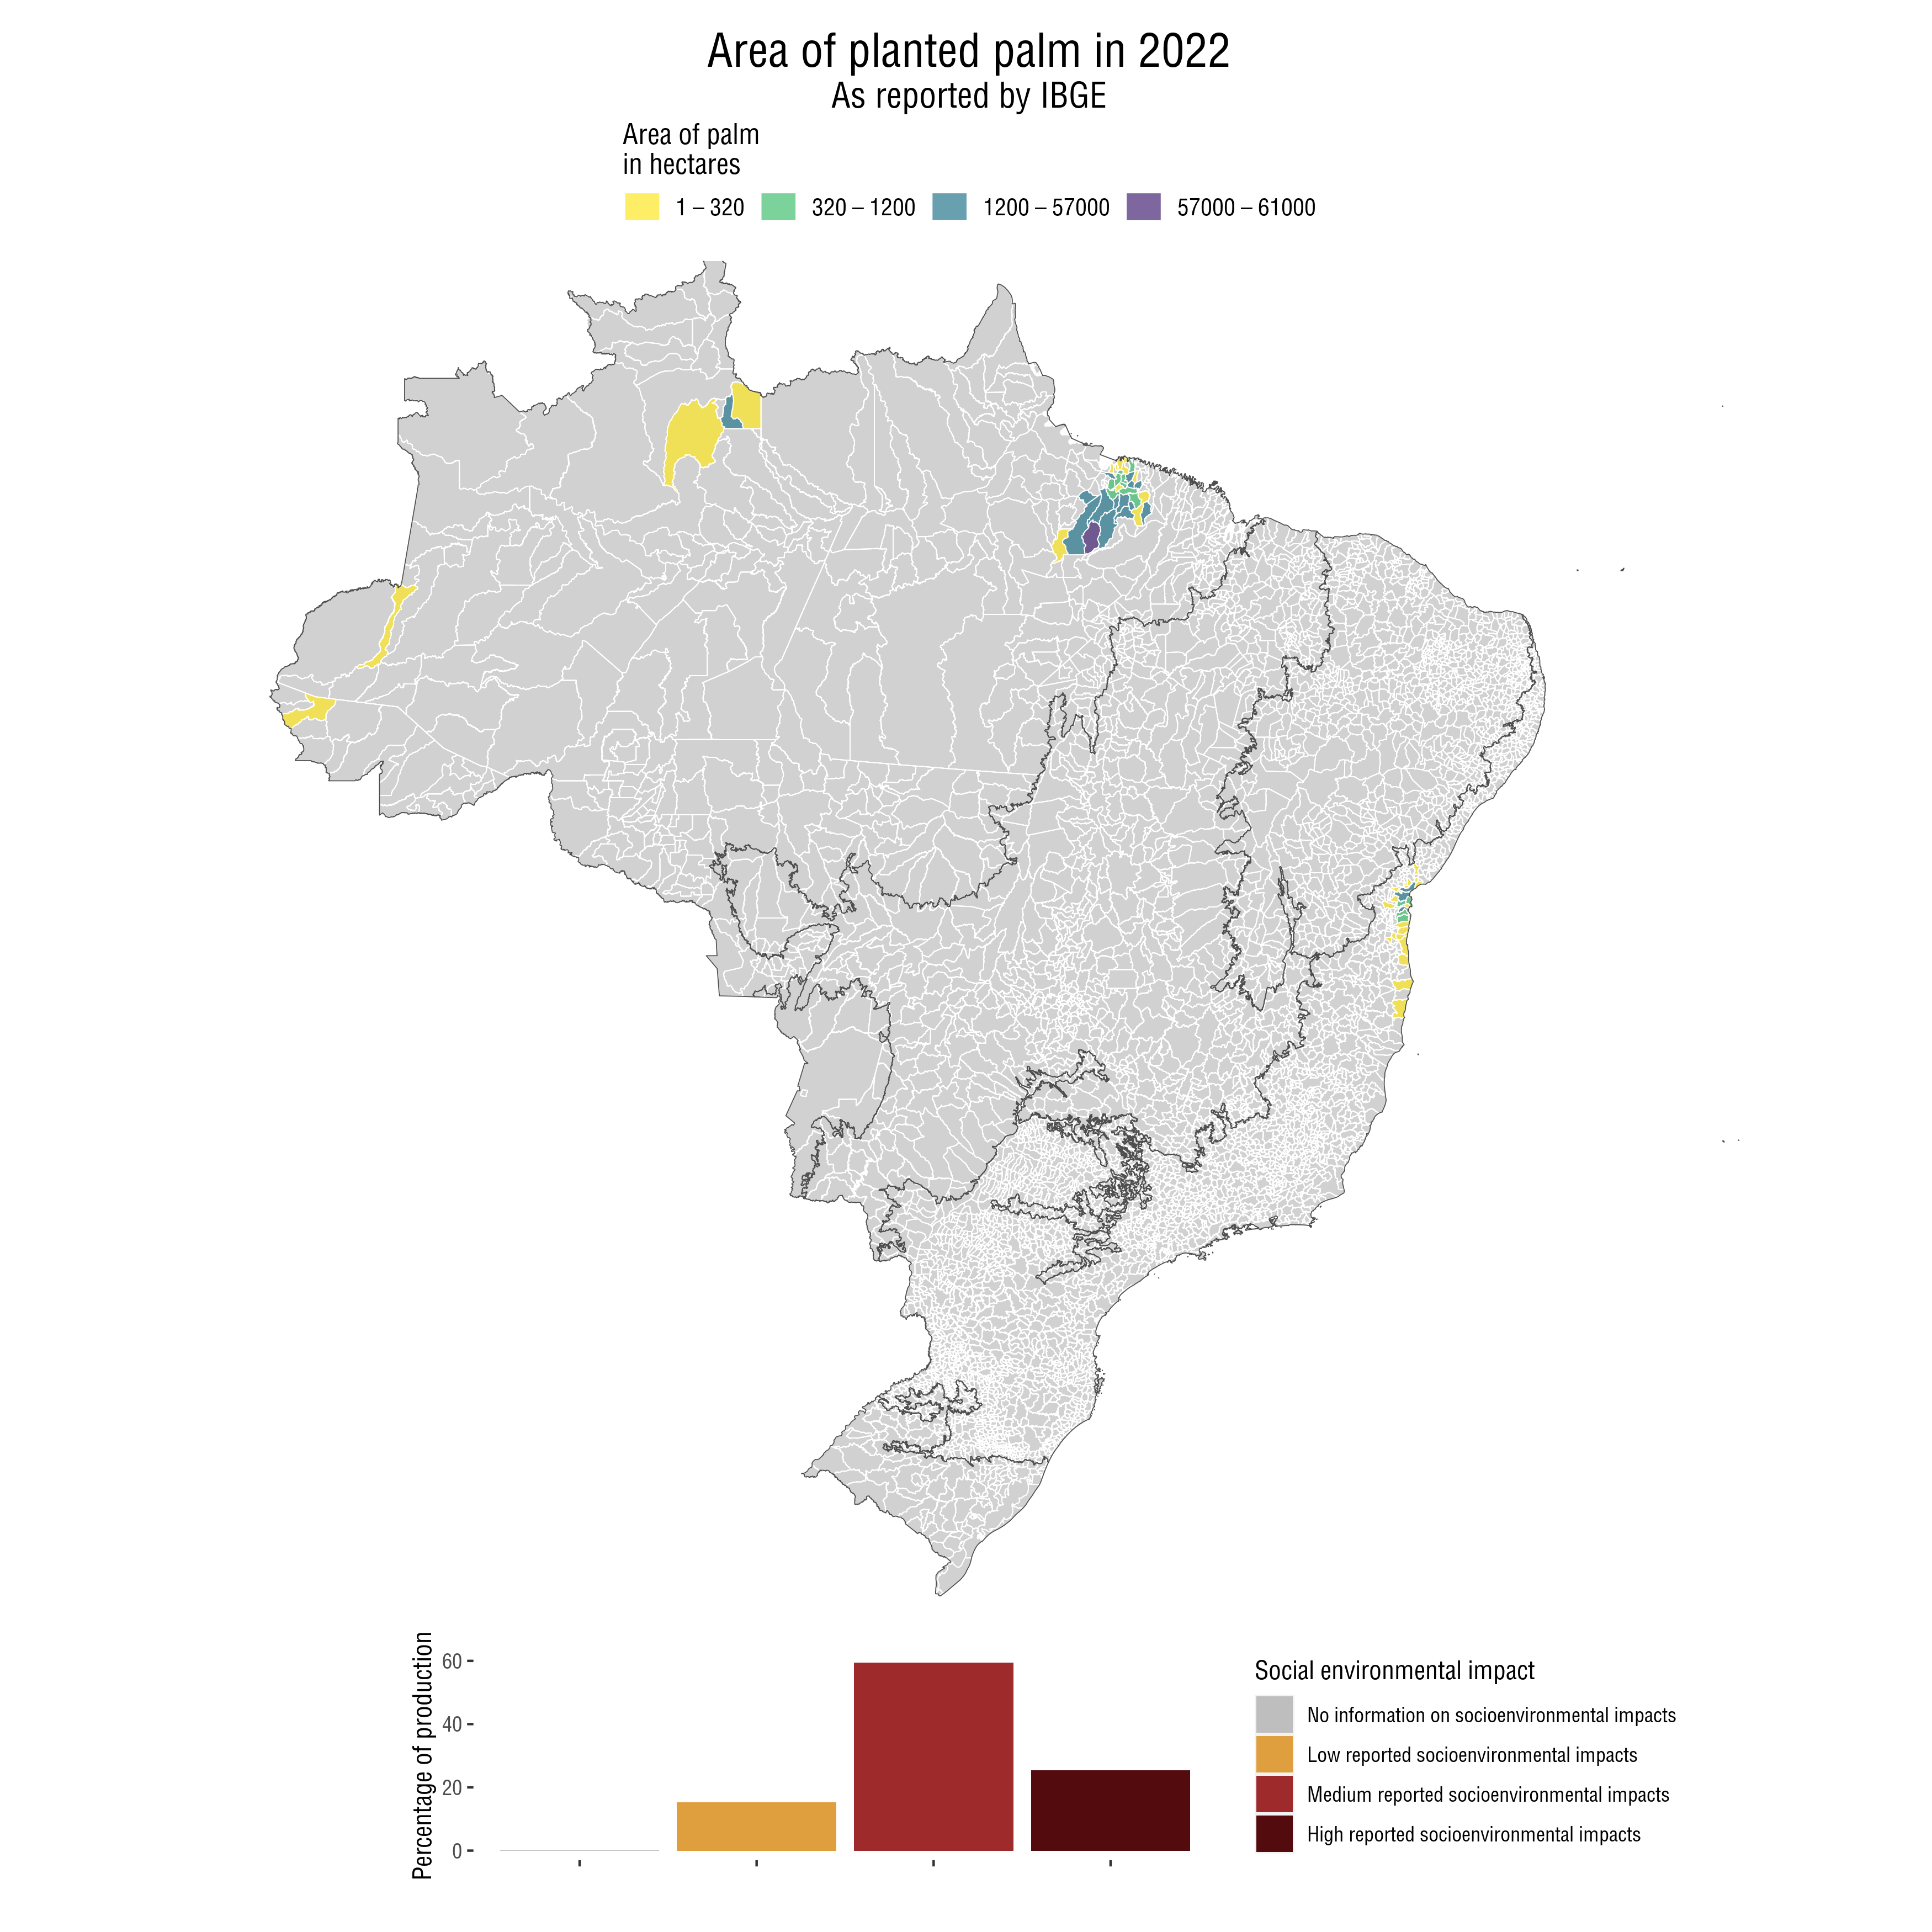 Area of planted palm in 2022
As reported by IBGE
Area of palm
in hectares
1 – 320
320 – 1200
1200 – 57000
57000 – 61000
Percentage of production
60
40
20
0
Social environmental impact
No information on socioenvironmental impacts
Low reported socioenvironmental impacts
Medium reported socioenvironmental impacts
High reported socioenvironmental impacts